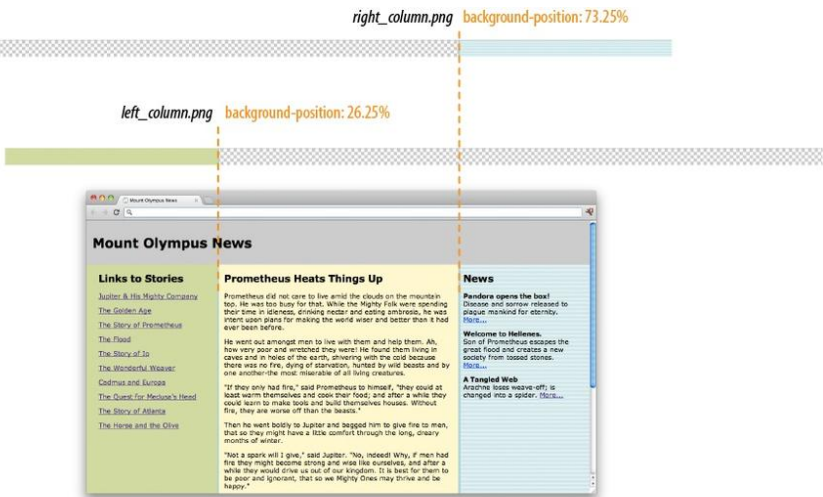 right_column.png background-position: 73.25%
left_column.png background-position: 26.25%
Mount Olympus News
Mount Olympus News
Links to Stories
Jupiter & His Mighty Company
The Golden Age
The Story of Prometheus
The Flood
The Story of Io
The Wonderful Weaver
Cadmus and Europa
The Quest for Medusa's Head
The Story of Atlanta
The Horse and the Olive
Prometheus Heats Things Up
Prometheus did not care to live amid the clouds on the mountain
top. He was too busy for that. While the Mighty Folk were spending
their time in idleness, drinking nectar and eating ambrosia, he was
intent upon plans for making the world wiser and better than it had
ever been before.
He went out amongst men to live with them and help them. Ah,
how very poor and wretched they were! He found them living in
caves and in holes of the earth, shivering with the cold because
there was no fire, dying of starvation, hunted by wild beasts and by
one another-the most miserable of all living creatures.
"If they only had fire," said Prometheus to himself, "they could at
least warm themselves and cook their food; and after a while they
could learn to make tools and build themselves houses. Without
fire, they are worse off than the beasts."
Then he went boldly to Jupiter and begged him to give fire to men,
that so they might have a little comfort through the long, dreary
months of winter.
"Not a spark will I give," said Jupiter. "No, indeed! Why, if men had
fire they might become strong and wise like ourselves, and after a
while they would drive us out of our kingdom. It is best for them to
be poor and ignorant, that so we Mighty Ones may thrive and be
happy."
News
Pandora opens the box!
Disease and sorrow released to
plague mankind for eternity.
More...
Welcome to Hellenes.
Son of Prometheus escapes the
great flood and creates a new
society from tossed stones.
More...
A Tangled Web
Arachne loses weave-off; is
changed into a spider. More...